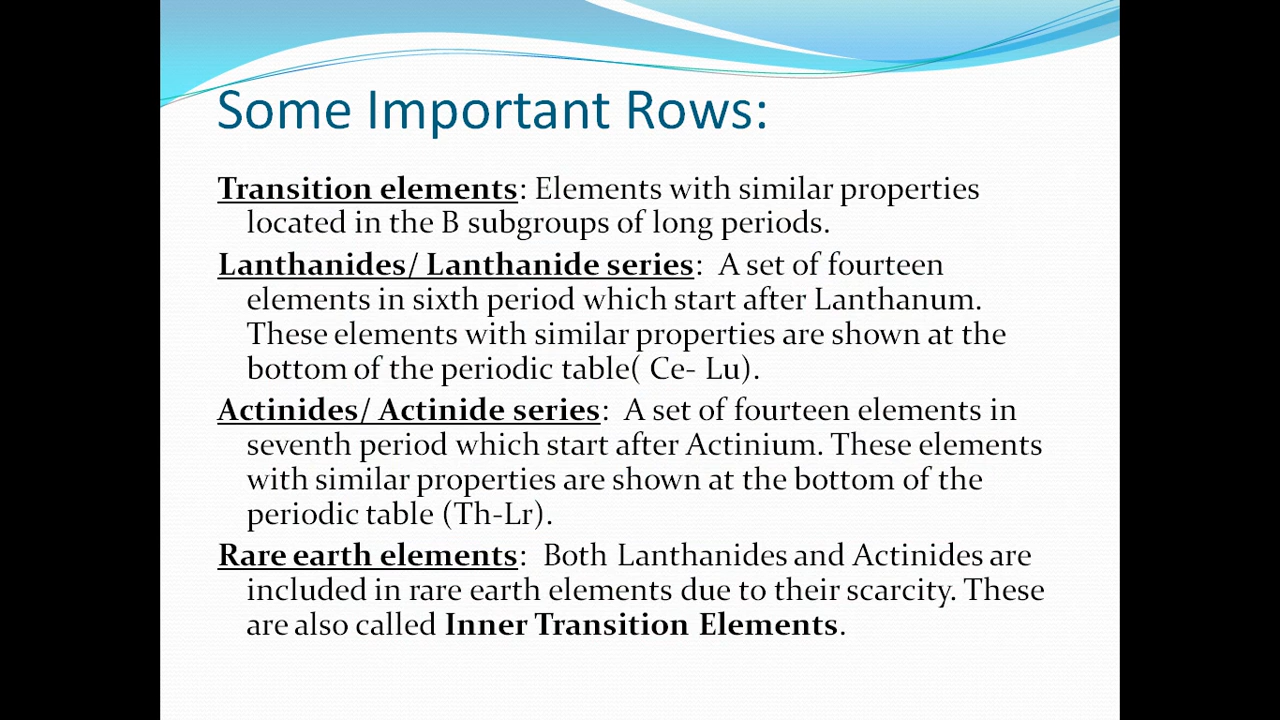 Some Important Rows:
Transition elements: Elements with similar properties
located in the B subgroups of long periods.
Lanthanides/ Lanthanide series:  A set of fourteen
elements in sixth period which start after Lanthanum.
These elements with similar properties are shown at the
bottom of the periodic table( Ce- Lu).
Actinides/ Actinide series:  A set of fourteen elements in
seventh period which start after Actinium. These elements
with similar properties are shown at the bottom of the
periodic table (Th-Lr).
Rare earth elements:  Both Lanthanides and Actinides are
included in rare earth elements due to their scarcity. These
are also called Inner Transition Elements.